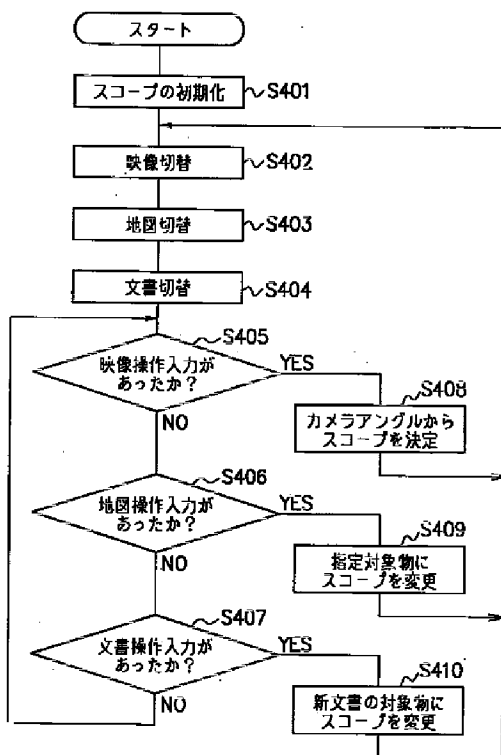 スタート
スコープの初期化
S401
映像切替
S402
地図切替
S403
文書切替
S404
S405
映像操作入力が
あったか？
YES
NO
S408
カメラアングルから
スコープを決定
S406
地図操作入力が
あったか？
YES
NO
S409
指定対象物に
スコープを変更
S407
文書操作入力が
あったか？
YES
NO
S410
新文書の対象物に
スコープを変更